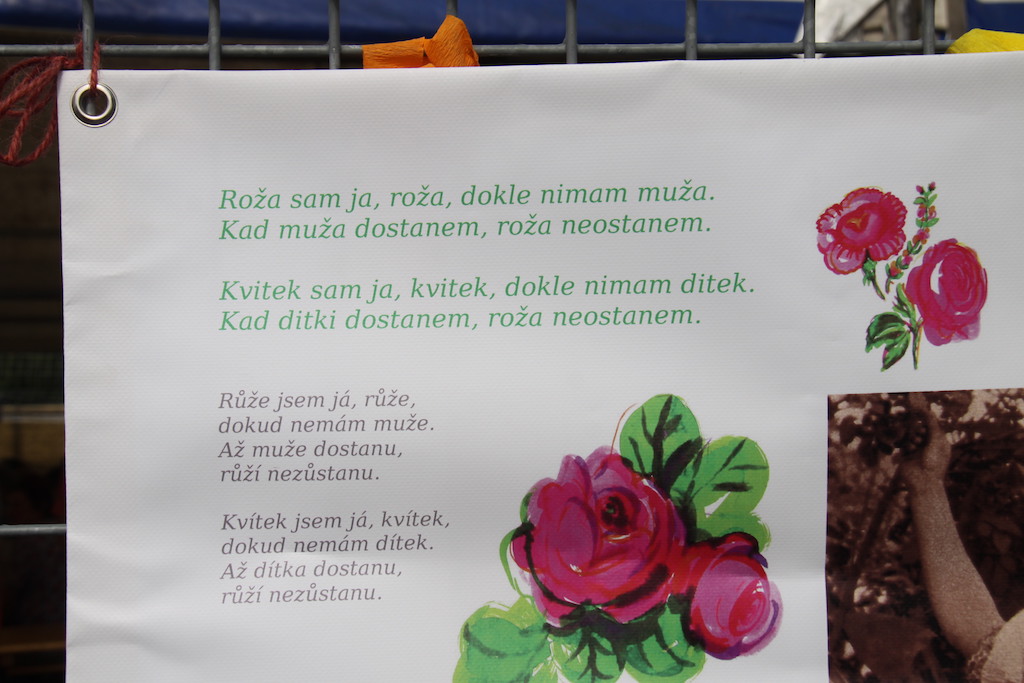 Roža sam ja, roža, dokle nimam muža.
Kad muža dostanem, roža neostanem.
Kvitek sam ja, kvitek, dokle nimam ditek.
Kad ditki dostanem, roža neostanem.
Růže jsem já, růže,
dokud nemám muže.
Až muže dostanu,
růží nezůstanu.
Kvítek jsem já, kvítek,
dokud nemám dítek.
Až dítka dostanu,
růží nezůstanu.